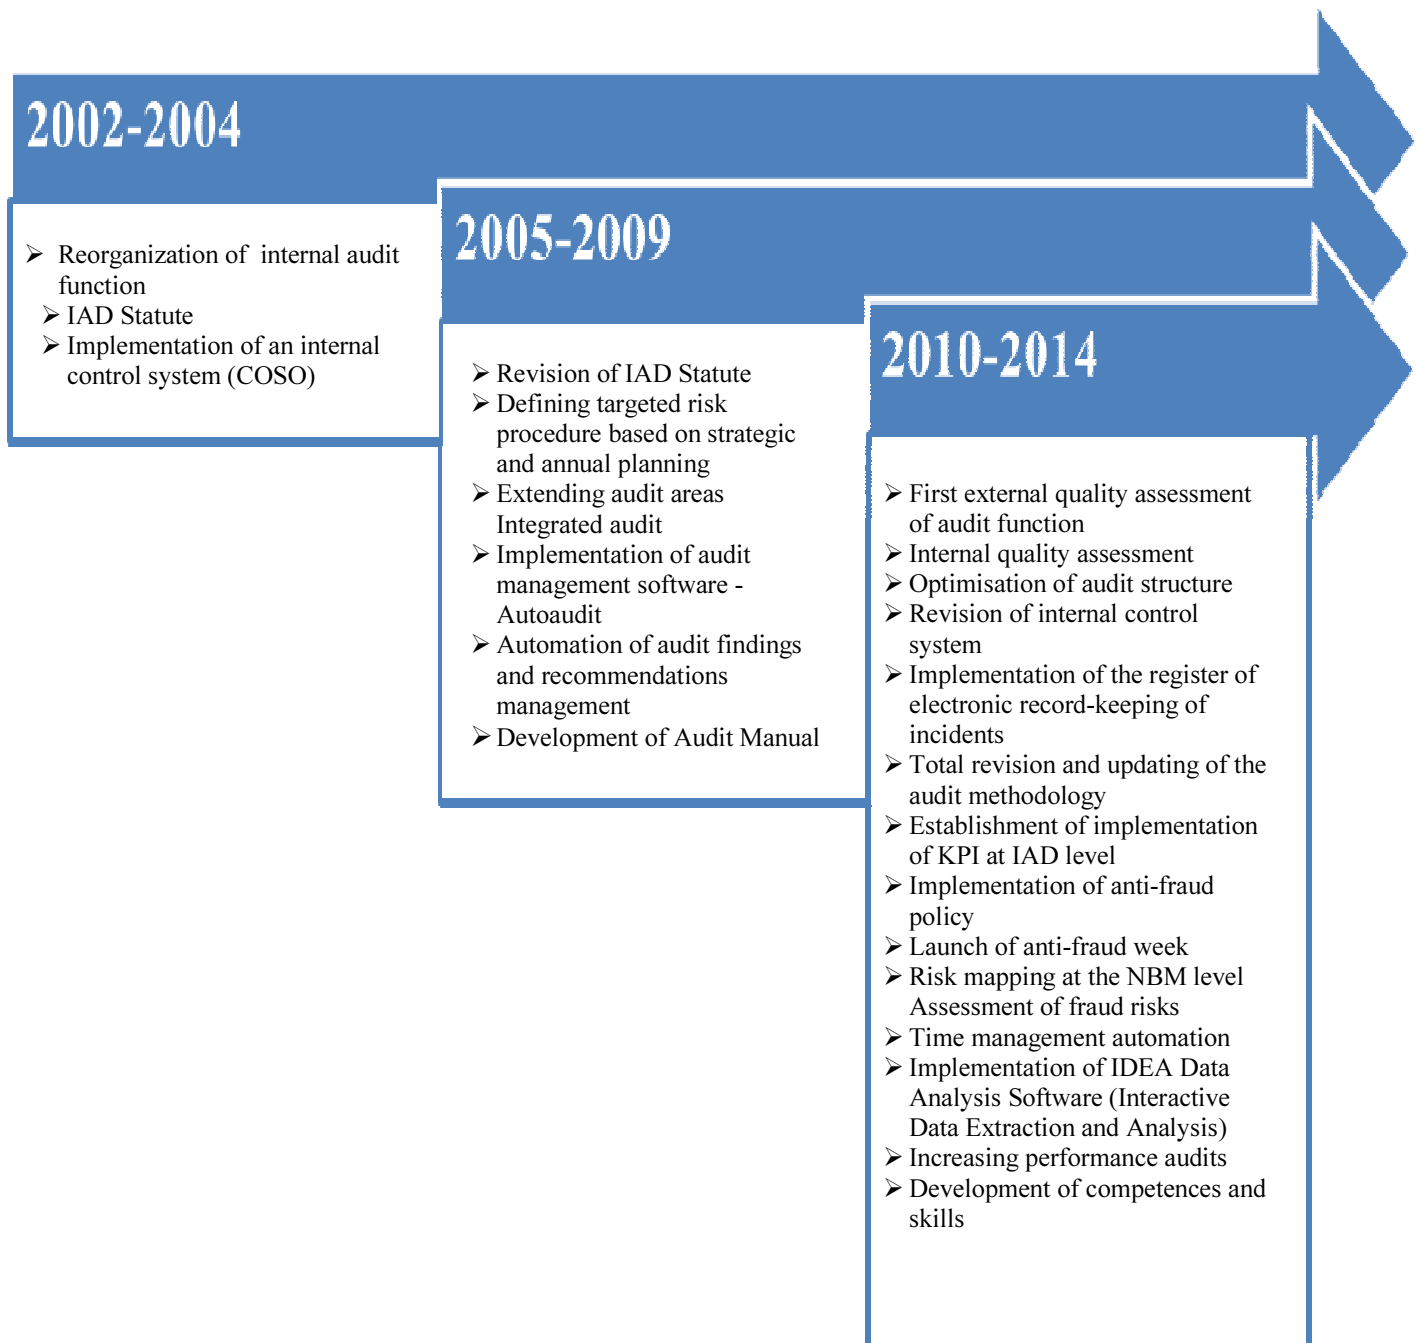 2002-2004
➢ Reorganization of internal audit
function
➢ IAD Statute
➢ Implementation of an internal
control system (COSO)
2005-2009
➢ Revision of IAD Statute
➢ Defining targeted risk
procedure based on strategic
and annual planning
➢ Extending audit areas
Integrated audit
➢ Implementation of audit
management software -
Autoaudit
➢ Automation of audit findings
and recommendations
management
➢ Development of Audit Manual
2010-2014
➢ First external quality assessment
of audit function
➢ Internal quality assessment
➢ Optimisation of audit structure
➢ Revision of internal control
system
➢ Implementation of the register of
electronic record-keeping of
incidents
➢ Total revision and updating of the
audit methodology
➢ Establishment of implementation
of KPI at IAD level
➢ Implementation of anti-fraud
policy
➢ Launch of anti-fraud week
➢ Risk mapping at the NBM level
Assessment of fraud risks
➢ Time management automation
➢ Implementation of IDEA Data
Analysis Software (Interactive
Data Extraction and Analysis)
➢ Increasing performance audits
➢ Development of competences and
skills